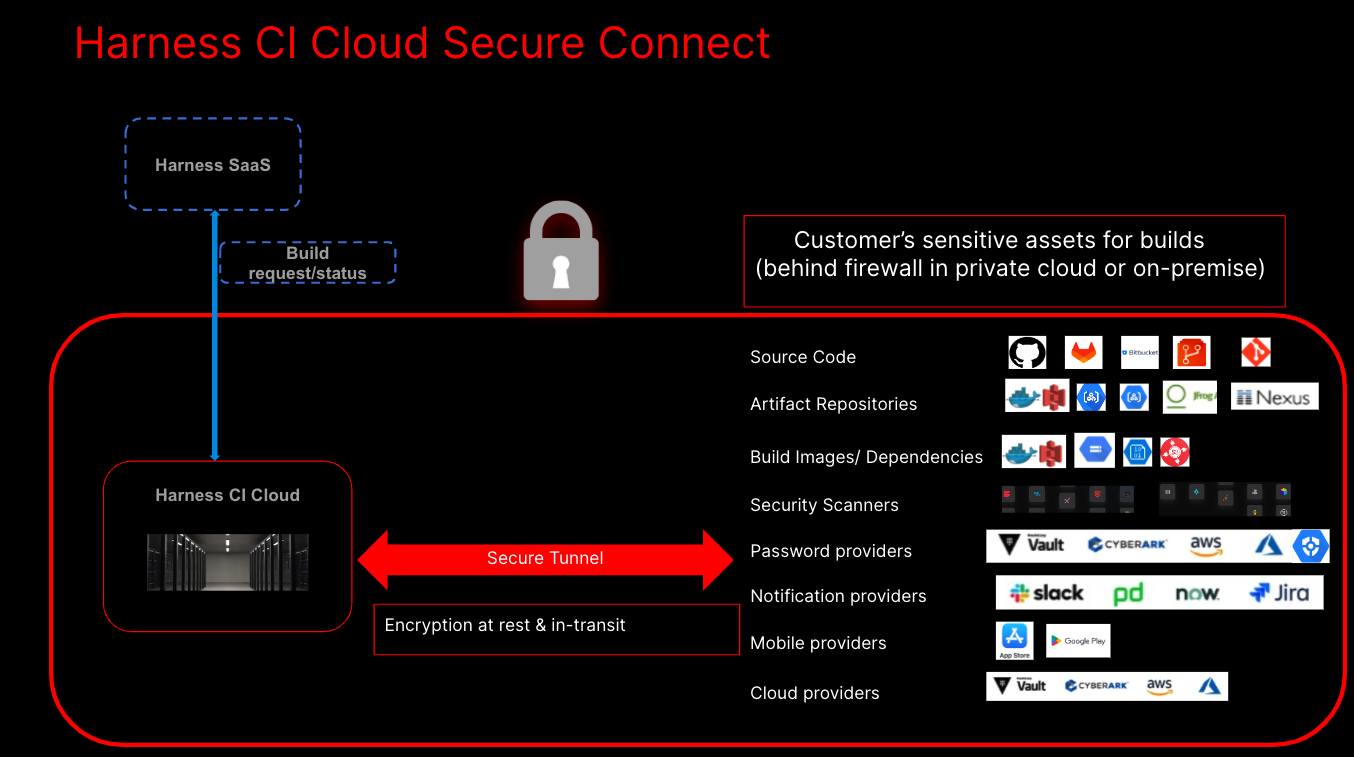 Harness CI Cloud Secure Connect
Harness SaaS
Build
request/status
Customer’s sensitive assets for builds
(behind firewall in private cloud or on-premise)
Source Code
Bitbucket
Artifact Repositories
JFrog
Nexus
Build Images/ Dependencies
Harness CI Cloud
Security Scanners
Secure Tunnel
Password providers
Vault CYBERARK aws
Encryption at rest & in-transit
Notification providers
slack pd now Jira
Mobile providers
App Store
Google Play
Cloud providers
Vault CYBERARK aws